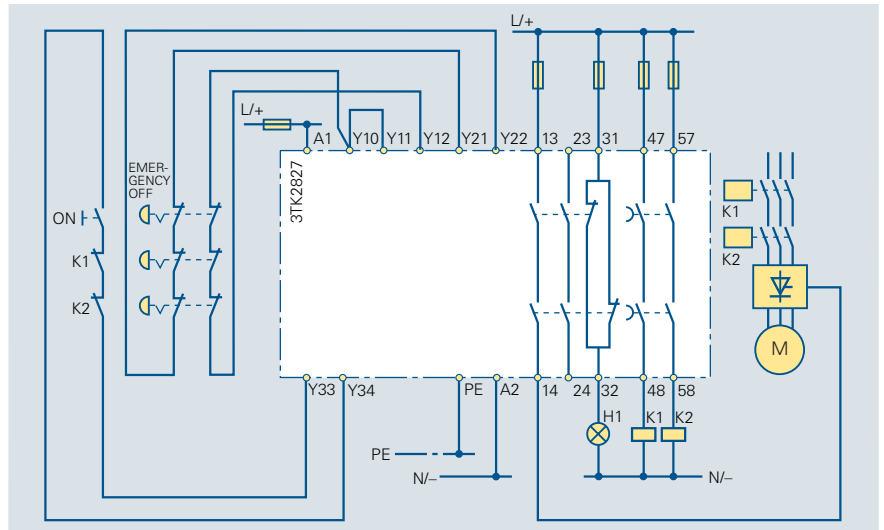 L/+
L/+
A1 Y10 Y11 Y12 Y21 Y22 13 23 31 47 57
3TK2827
EMER-
GENCY
OFF
ON
K1
K2
K1
K2
M
Y33 Y34 PE A2 14 24 32 48 58
H1 K1 K2
PE
N/–
N/–